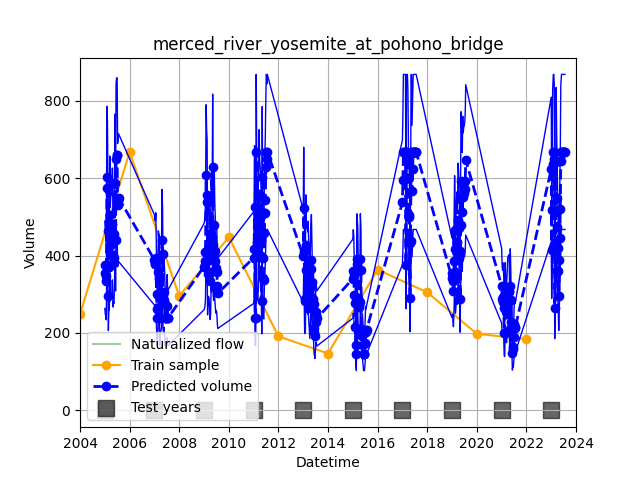 merced_river_yosemite_at_pohono_bridge
Volume
800
600
400
200
0
Naturalized flow
Train sample
Predicted volume
Test years
2004 2006 2008 2010 2012 2014 2016 2018 2020 2022 2024
Datetime